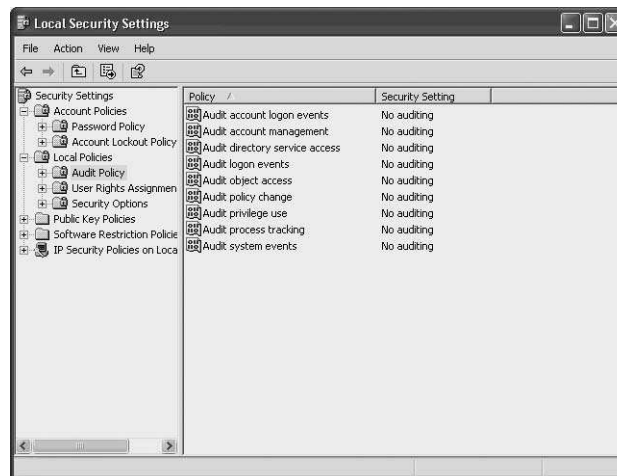 Local Security Settings
File Action View Help
Security Settings
Account Policies
Password Policy
Account Lockout Policy
Local Policies
Audit Policy
User Rights Assignmen
Security Options
Public Key Policies
Software Restriction Policie
IP Security Policies on Loca
Policy Security Setting
Audit account logon events No auditing
Audit account management No auditing
Audit directory service access No auditing
Audit logon events No auditing
Audit object access No auditing
Audit policy change No auditing
Audit privilege use No auditing
Audit process tracking No auditing
Audit system events No auditing